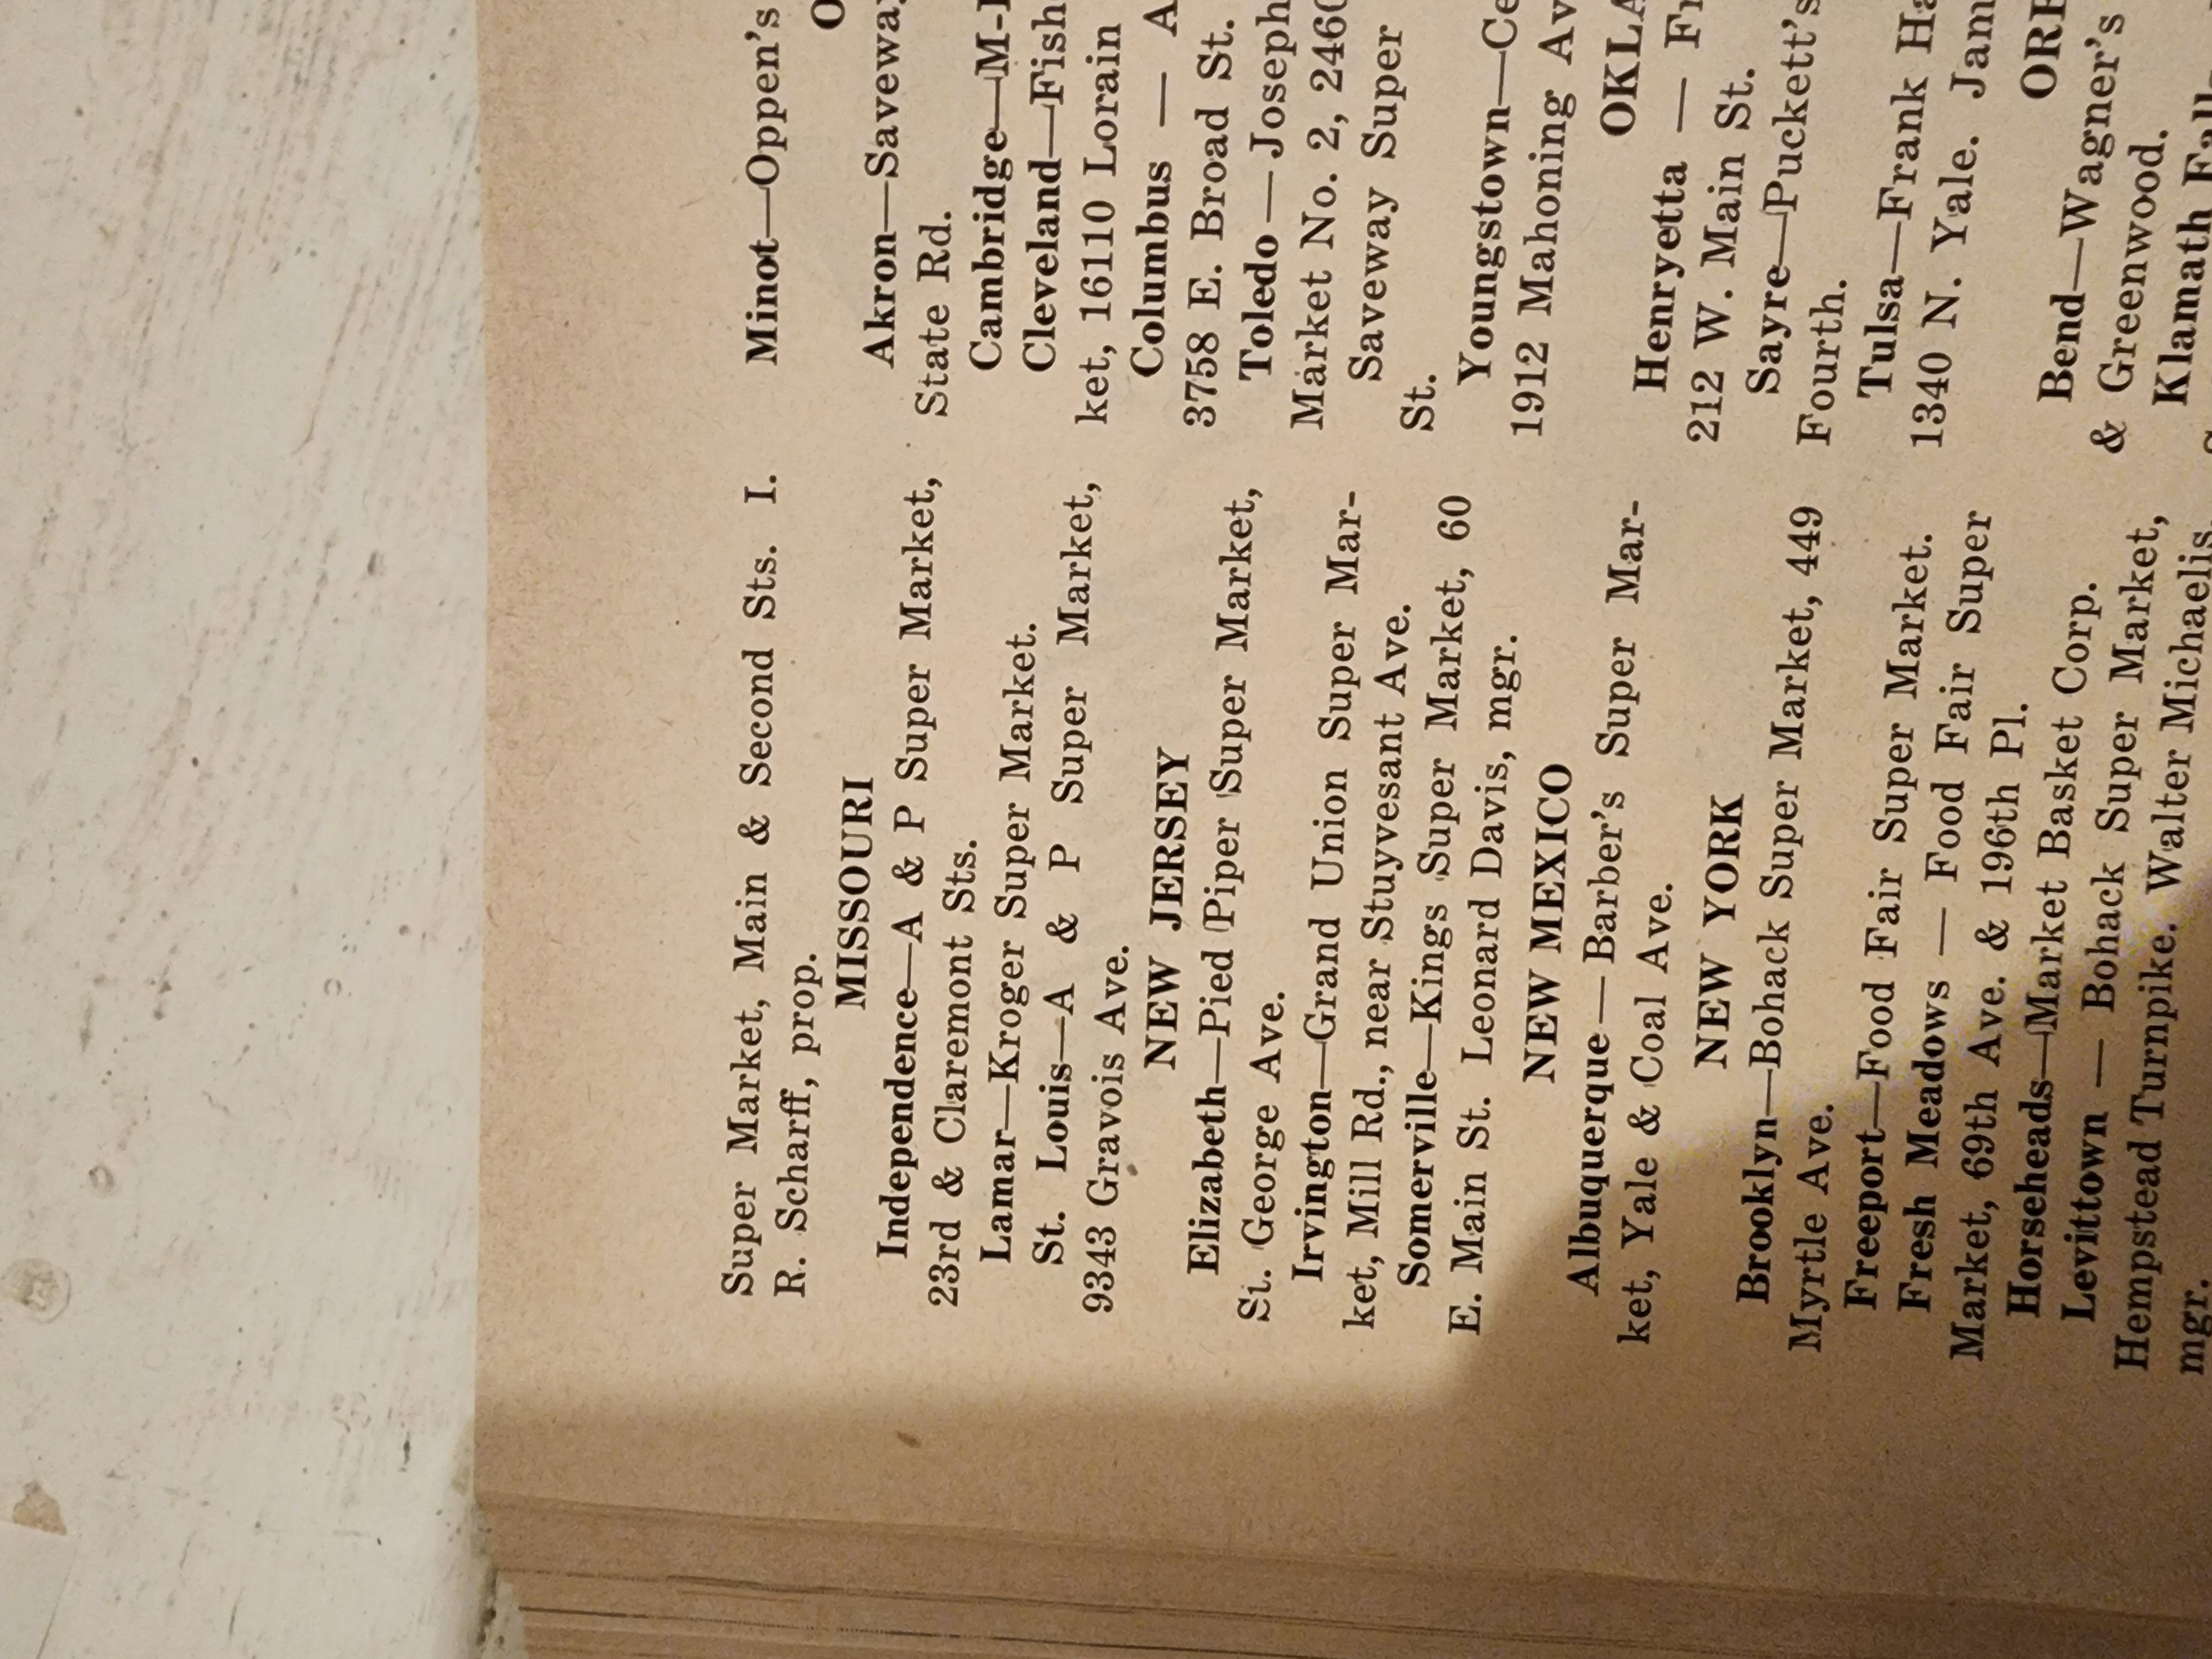 Super Market, Main & Second Sts. I.
R. Scharff, prop.
MISSOURI
Independence—A & P Super Market,
23rd & Claremont Sts.
Lamar—Kroger Super Market.
St. Louis—A & P Super Market,
9343 Gravois Ave.
NEW JERSEY
Elizabeth—Pied Piper Super Market,
St. George Ave.
Irvington—Grand Union Super Mar-
ket, Mill Rd., near Stuyvesant Ave.
Somerville—Kings Super Market, 60
E. Main St. Leonard Davis, mgr.
NEW MEXICO
Albuquerque—Barber's Super Mar-
ket, Yale & Coal Ave.
NEW YORK
Brooklyn—Bohack Super Market, 449
Myrtle Ave.
Freeport—Food Fair Super Market.
Fresh Meadows — Food Fair Super
Market, 69th Ave. & 196th Pl.
Horseheads—Market Basket Corp.
Levittown — Bohack Super Market,
Hempstead Turnpike. Walter Michaelis,
mgr.
Minot—Oppen's
Akron—Saveway
State Rd.
Cambridge—M-
Cleveland—Fish
ket, 16110 Lorain
Columbus — A
3758 E. Broad St.
Toledo—Joseph
Market No. 2, 2460
Saveway Super
St.
Youngstown—Ce
1912 Mahoning Av
OKLA
Henryetta — Fr
212 W. Main St.
Sayre—Puckett's
Fourth.
Tulsa—Frank Ha
1340 N. Yale. Jam
ORE
Bend—Wagner's
& Greenwood.
Klamath Fall